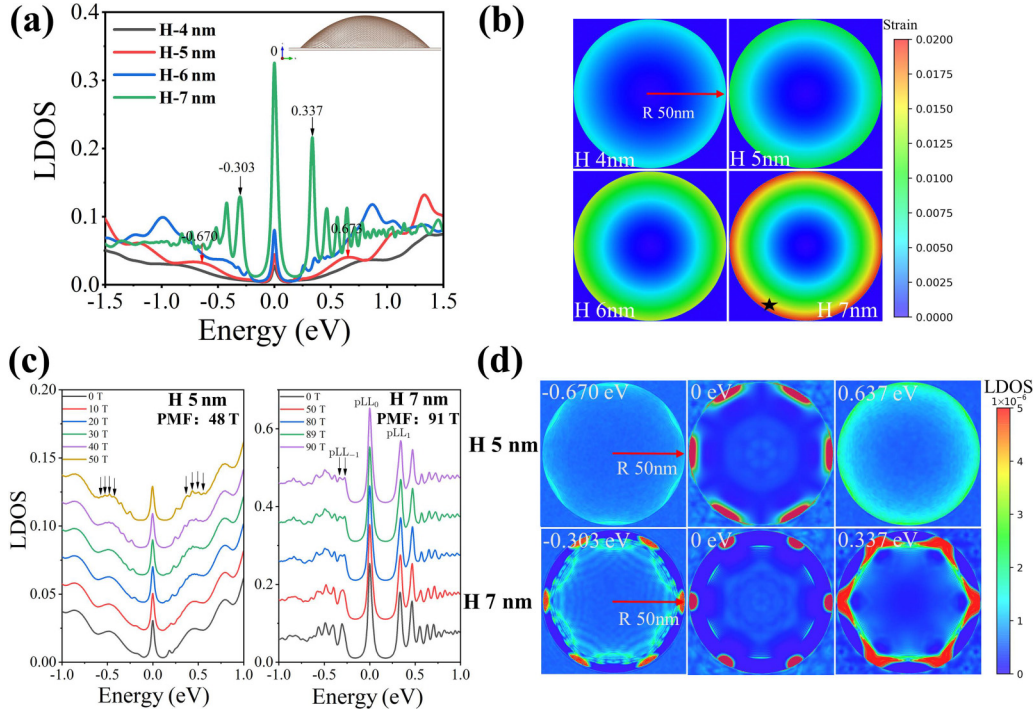 (a)
H-4 nm
H-5 nm
H-6 nm
H-7 nm
0
0.337
-0.303
-0.670
0.673
LDOS
0.4
0.3
0.2
0.1
0.0
-1.5 -1.0 -0.5 0.0 0.5 1.0 1.5
Energy (eV)
(b)
Strain
R 50nm
H 4nm
H 5nm
H 6nm
H 7nm
0.0200
0.0175
0.0150
0.0125
0.0100
0.0075
0.0050
0.0025
0.0000
(c)
LDOS
0.20
0.15
0.10
0.05
0.00
0 T
10 T
20 T
30 T
40 T
50 T
H 5 nm
PMF: 48 T
-1.0 -0.5 0.0 0.5 1.0
Energy (eV)
0.6
0.4
0.2
0.0
0 T
50 T
80 T
89 T
90 T
H 7 nm
PMF: 91 T
pLL0
pLL1
pLL−1
-1.0 -0.5 0.0 0.5 1.0
Energy (eV)
(d)
H 5 nm
-0.670 eV
0 eV
0.637 eV
R 50nm
H 7 nm
-0.303 eV
0 eV
0.337 eV
R 50nm
LDOS
1×10⁻⁶
5
4
3
2
1
0